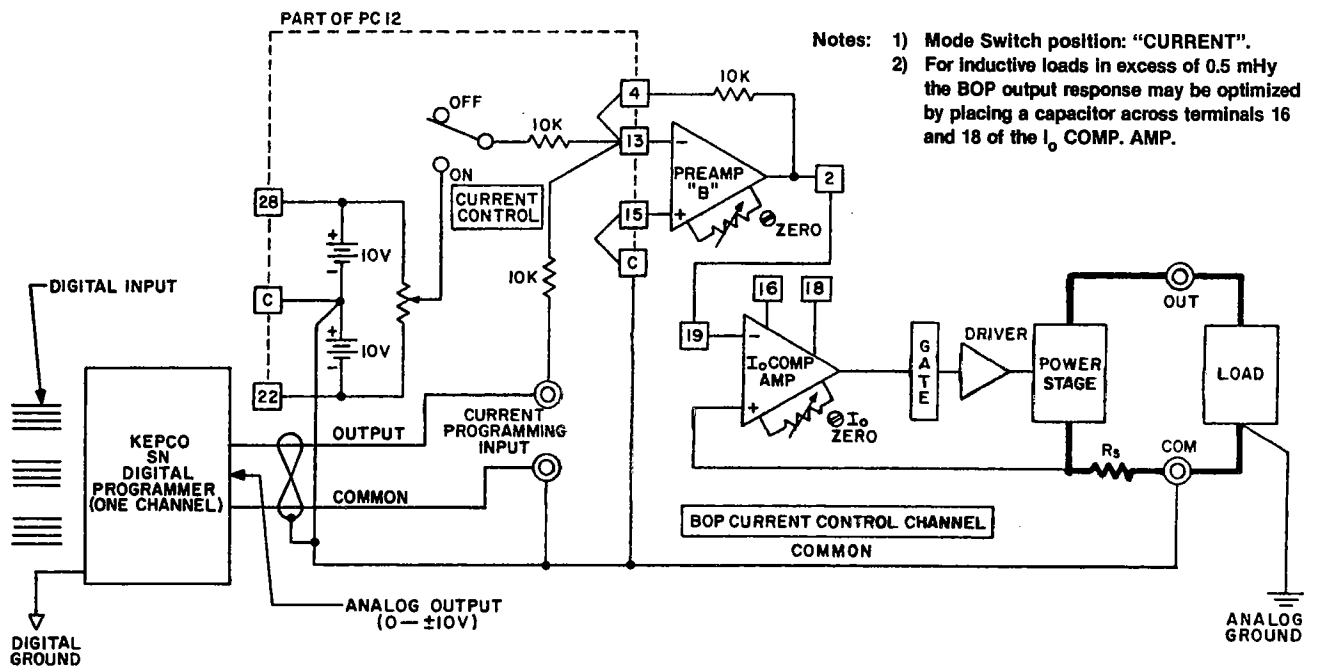 PART OF PC 12
Notes: 1) Mode Switch position: "CURRENT".
2) For inductive loads in excess of 0.5 mHy
the BOP output response may be optimized
by placing a capacitor across terminals 16
and 18 of the Io COMP. AMP.
4
10K
OFF
10K
13
−
PREAMP
"B"
2
ON
CURRENT
CONTROL
28
15
+
ZERO
+
10V
−
10K
C
DIGITAL INPUT
C
16
18
OUT
19
−
Io COMP
AMP
+
Io
ZERO
GATE
DRIVER
POWER
STAGE
LOAD
+
10V
−
22
CURRENT
PROGRAMMING
INPUT
OUTPUT
KEPCO
SN
DIGITAL
PROGRAMMER
(ONE CHANNEL)
COMMON
Rs
COM
BOP CURRENT CONTROL CHANNEL
COMMON
ANALOG OUTPUT
(0—±10V)
DIGITAL
GROUND
ANALOG
GROUND